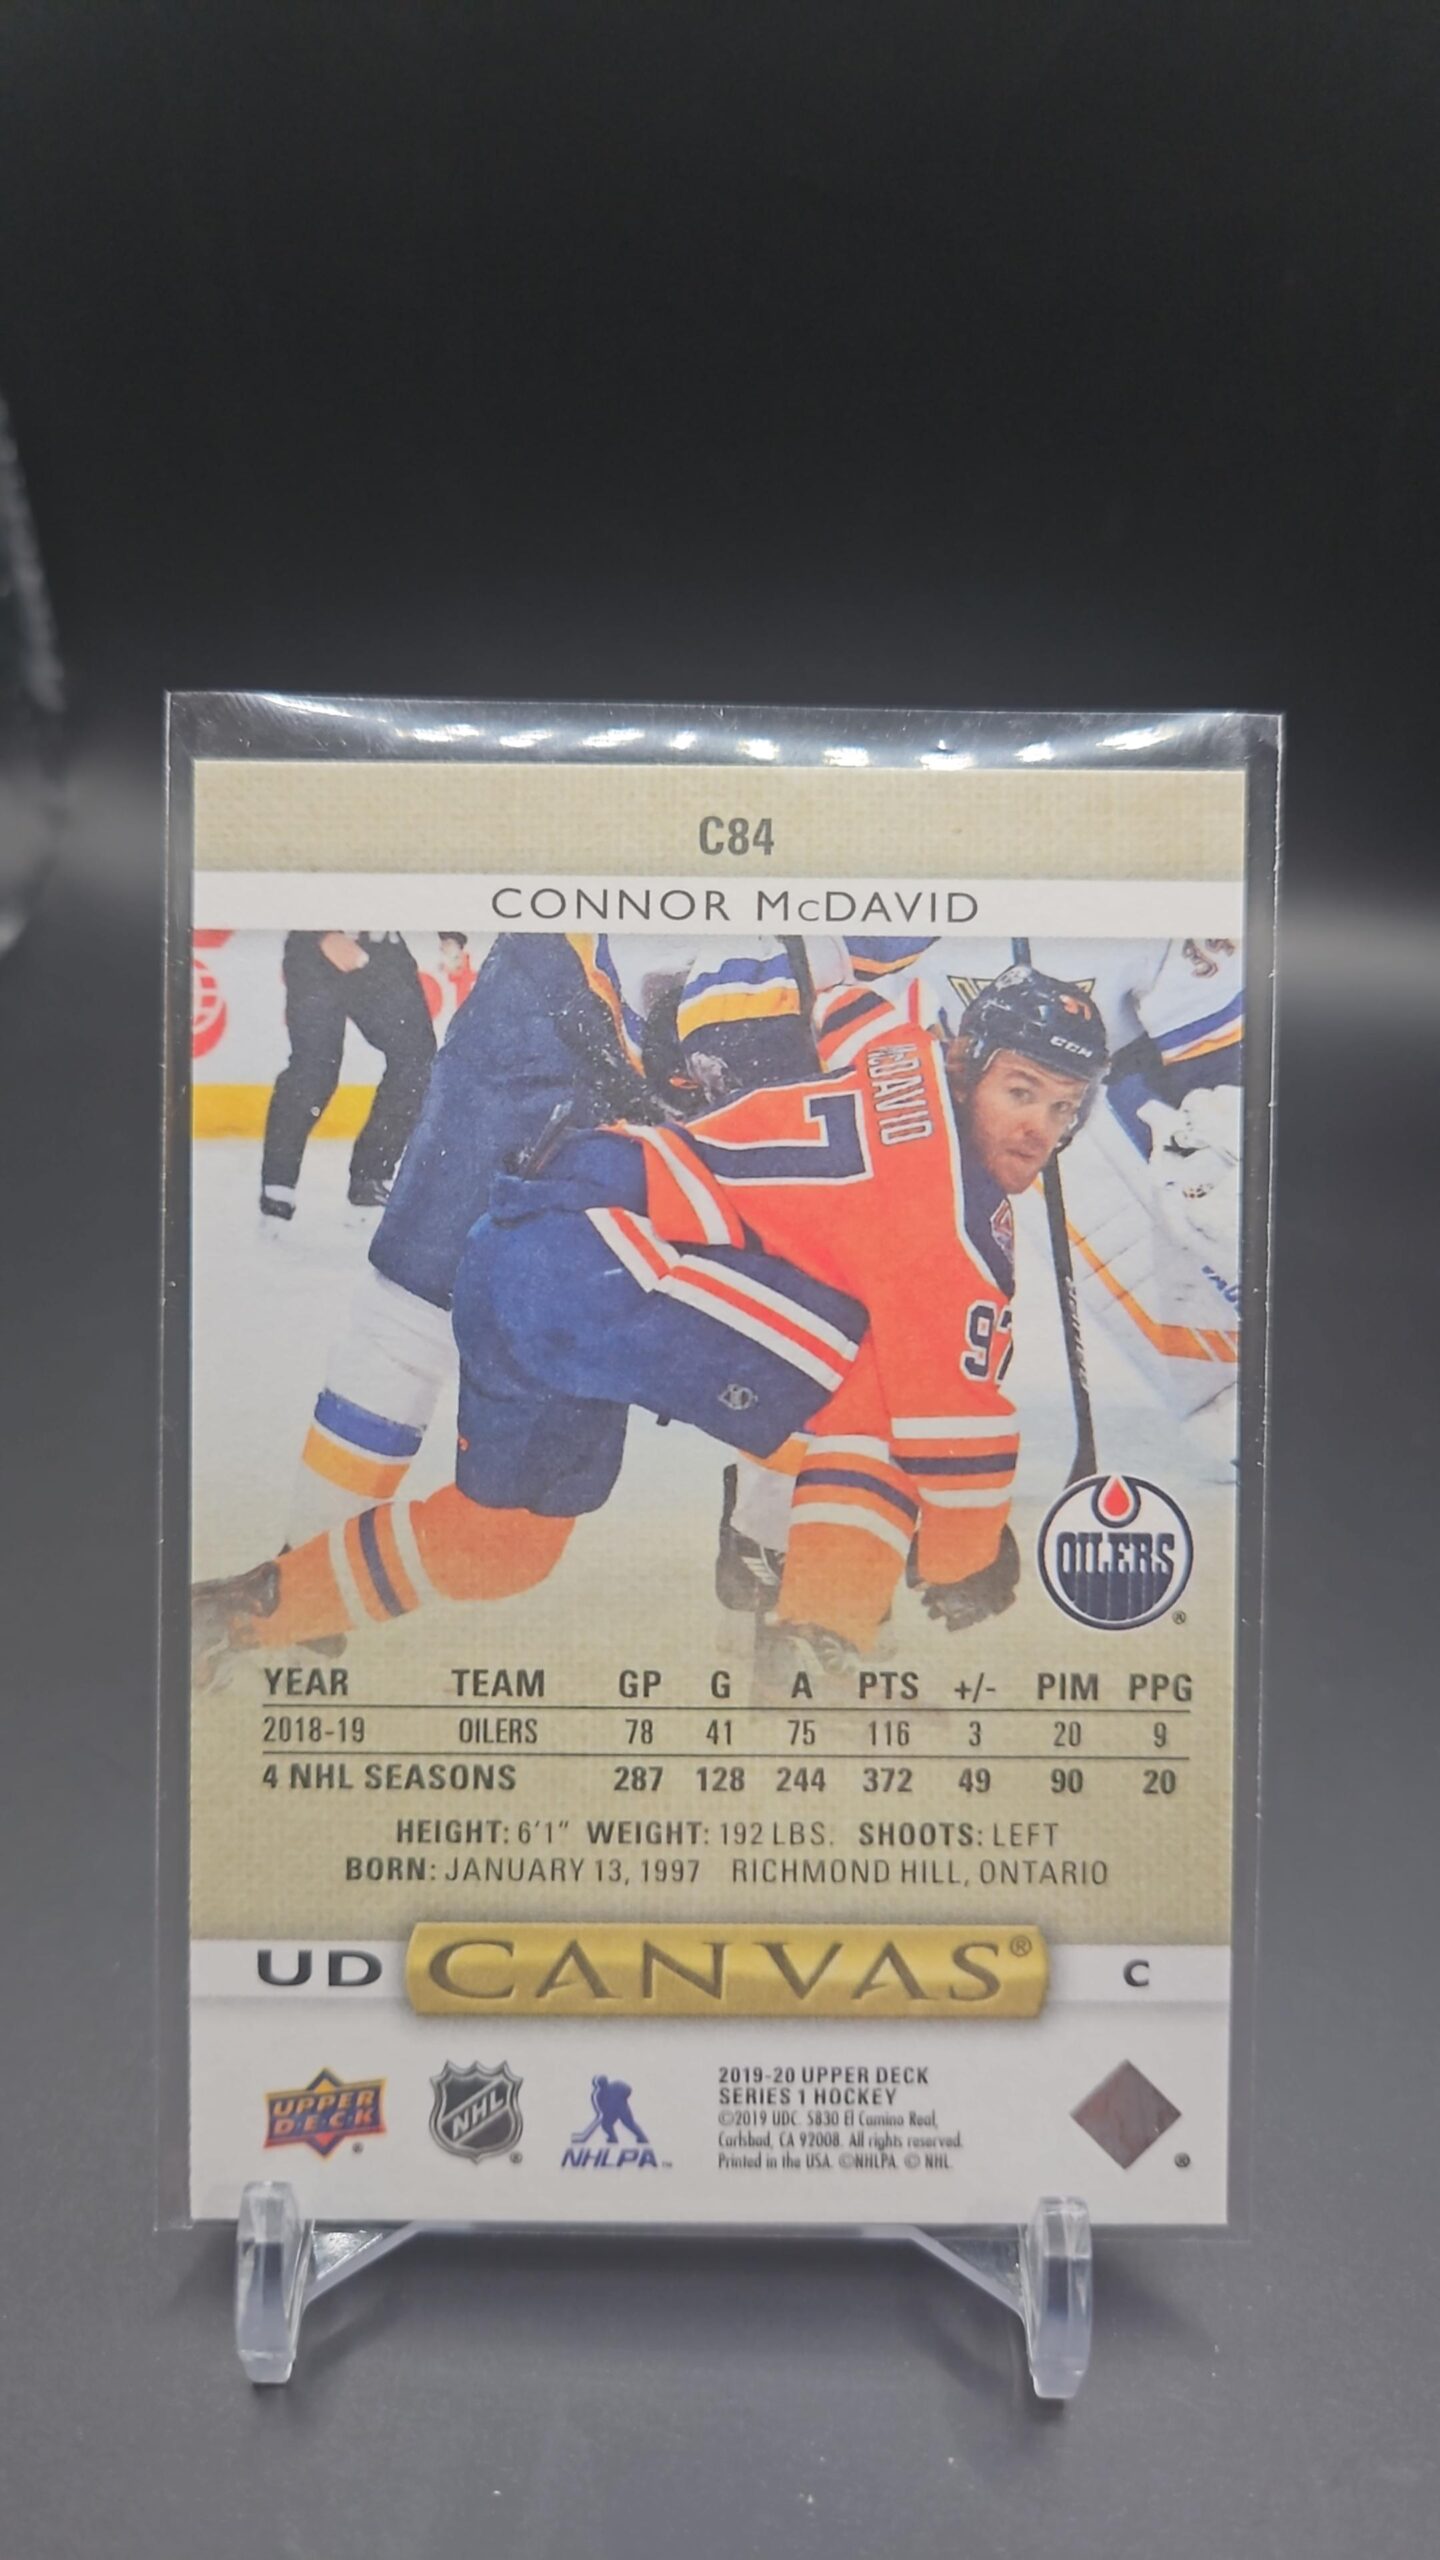 C84
CONNOR McDAVID
97
CCM
McDAVID
7
97
OILERS
YEAR TEAM GP G A PTS +/- PIM PPG
2018-19 OILERS 78 41 75 116 3 20 9
4 NHL SEASONS 287 128 244 372 49 90 20
HEIGHT: 6'1" WEIGHT: 192 LBS. SHOOTS: LEFT
BORN: JANUARY 13, 1997 RICHMOND HILL, ONTARIO
UD CANVAS® C
UPPER
DECK ®
NHL ®
NHLPA™
2019-20 UPPER DECK
SERIES 1 HOCKEY
©2019 UDC. 5830 El Camino Real,
Carlsbad, CA 92008. All rights reserved.
Printed in the USA. ©NHLPA. © NHL.
®